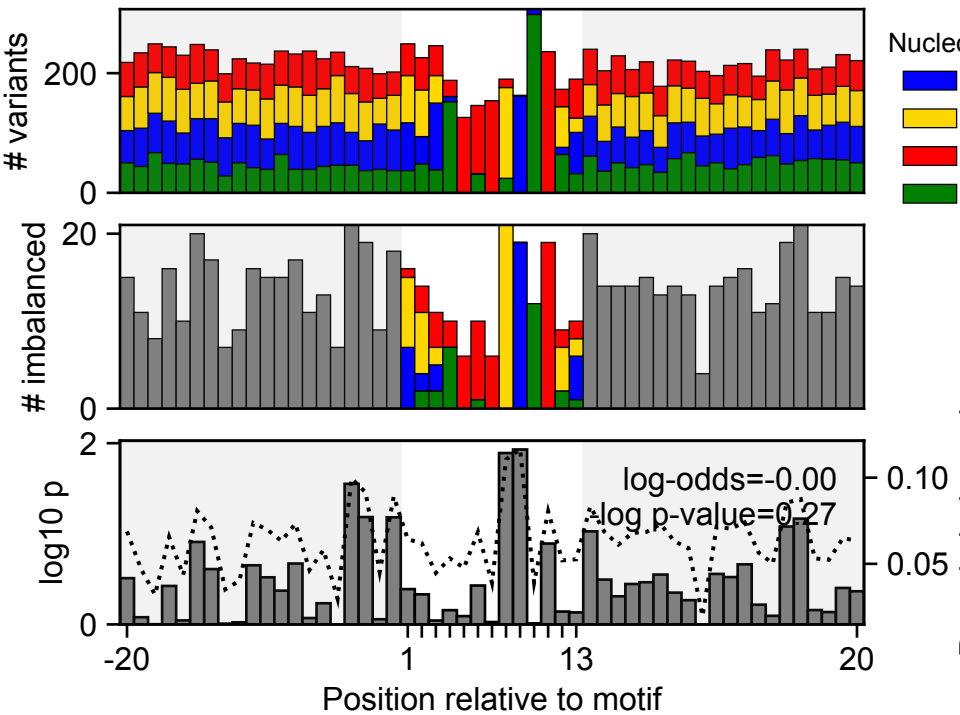 # variants
200
0
# imbalanced
20
0
log10 p
2
0
log-odds=-0.00
-log p-value=0.27
0.10
0.05
-20
1
13
20
Position relative to motif